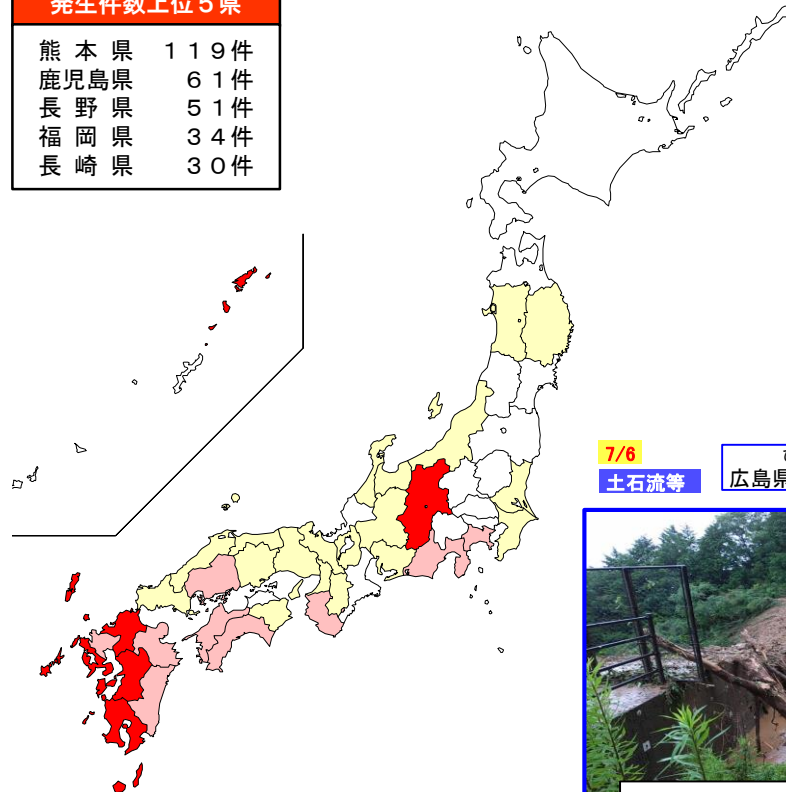 発生件数上位５県
熊 本 県　１１９件
鹿児島県　　６１件
長 野 県　　５１件
福 岡 県　　３４件
長 崎 県　　３０件
7/6
土石流等
広島県